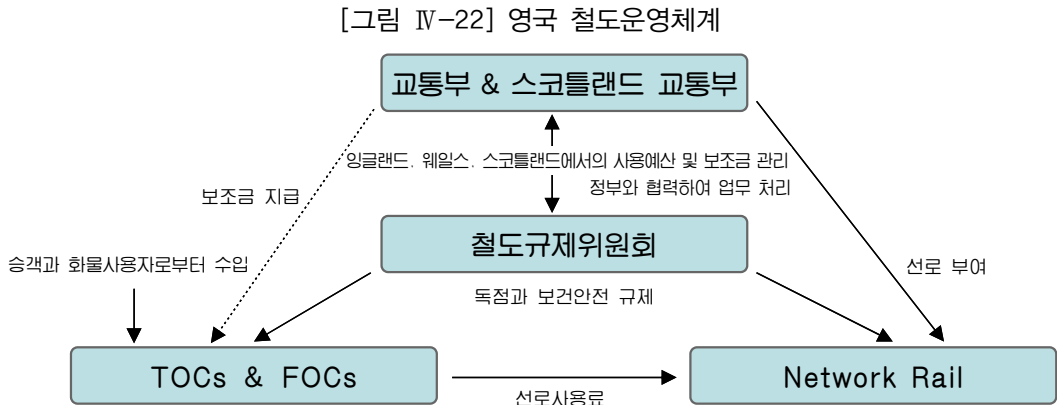 [그림 Ⅳ-22] 영국 철도운영체계
교통부 & 스코틀랜드 교통부
잉글랜드, 웨일스, 스코틀랜드에서의 사용예산 및 보조금 관리
정부와 협력하여 업무 처리
보조금 지급
철도규제위원회
승객과 화물사용자로부터 수입
선로 부여
독점과 보건안전 규제
TOCs & FOCs
Network Rail
선로사용료